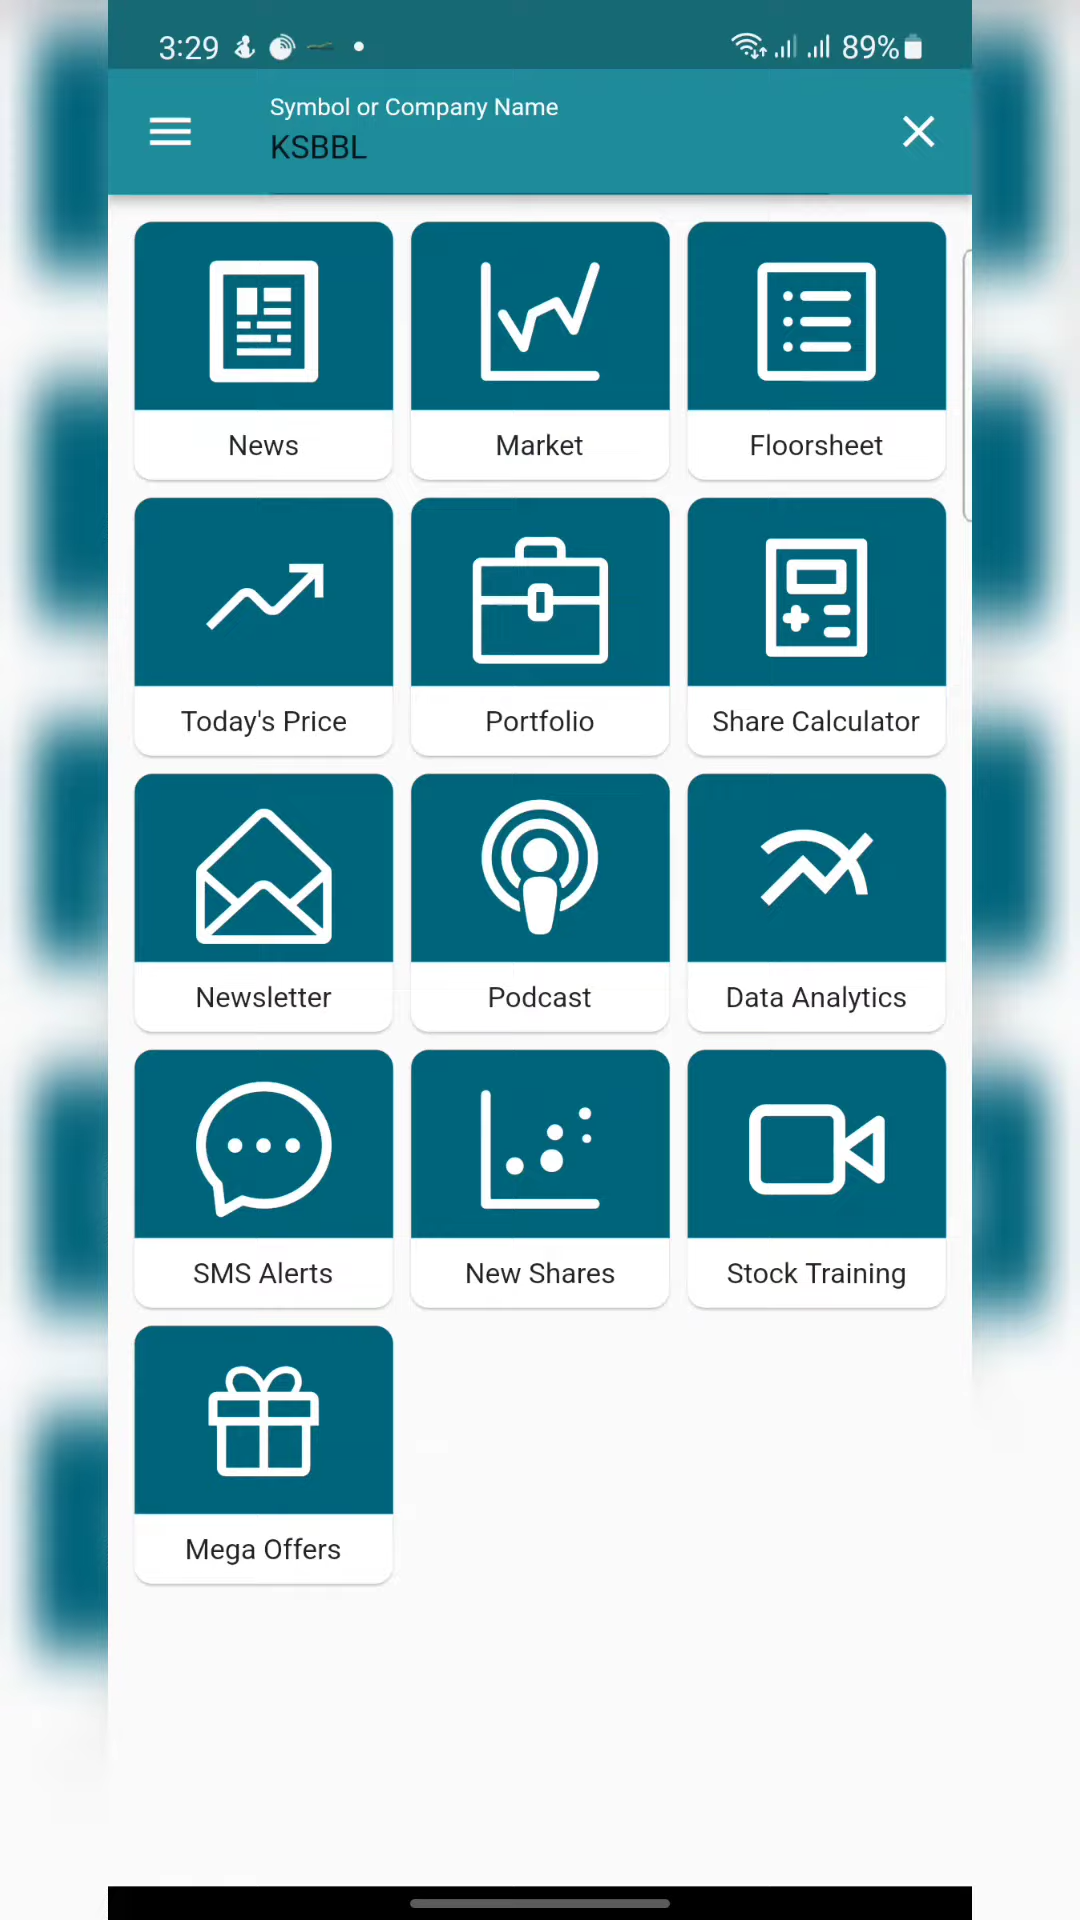 3:29
89%
Symbol or Company Name
KSBBL
News
Market
Floorsheet
Today's Price
Portfolio
Share Calculator
Newsletter
Podcast
Data Analytics
SMS Alerts
New Shares
Stock Training
Mega Offers